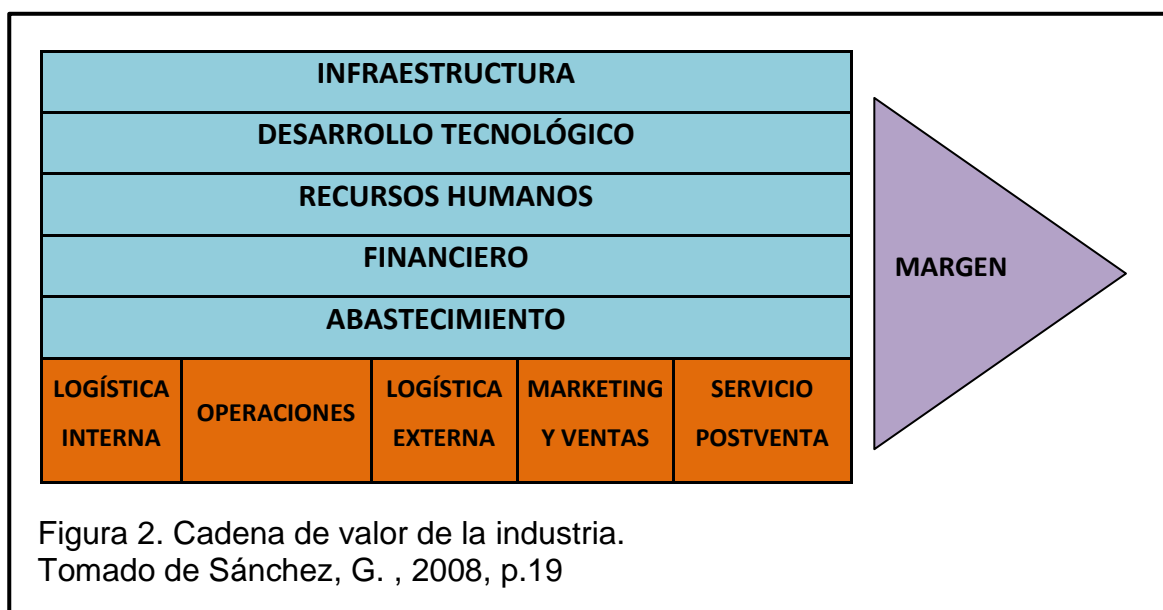 INFRAESTRUCTURA
DESARROLLO TECNOLÓGICO
RECURSOS HUMANOS
FINANCIERO
ABASTECIMIENTO
LOGÍSTICA
INTERNA
OPERACIONES
LOGÍSTICA
EXTERNA
MARKETING
Y VENTAS
SERVICIO
POSTVENTA
MARGEN
Figura 2. Cadena de valor de la industria.
Tomado de Sánchez, G. , 2008, p.19